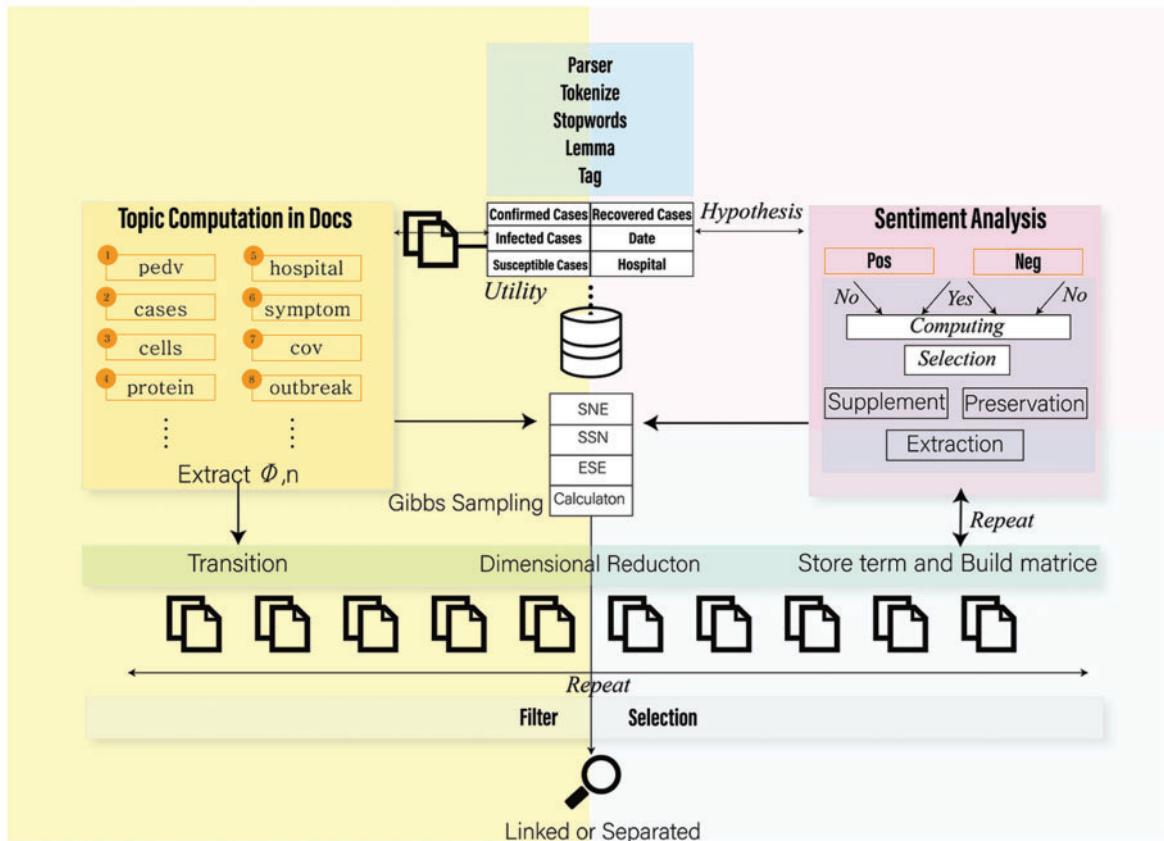 Parser
Tokenize
Stopwords
Lemma
Tag
Confirmed Cases Recovered Cases
Infected Cases Date
Susceptible Cases Hospital
Utility
Hypothesis
Topic Computation in Docs
1 pedv 5 hospital
2 cases 6 symptom
3 cells 7 cov
4 protein 8 outbreak
Extract Φ,n
Sentiment Analysis
Pos Neg
No Yes No
Computing
Selection
Supplement Preservation
Extraction
SNE
SSN
ESE
Calculaton
Gibbs Sampling
Repeat
Transition Dimensional Reducton Store term and Build matrice
Repeat
Filter Selection
Linked or Separated